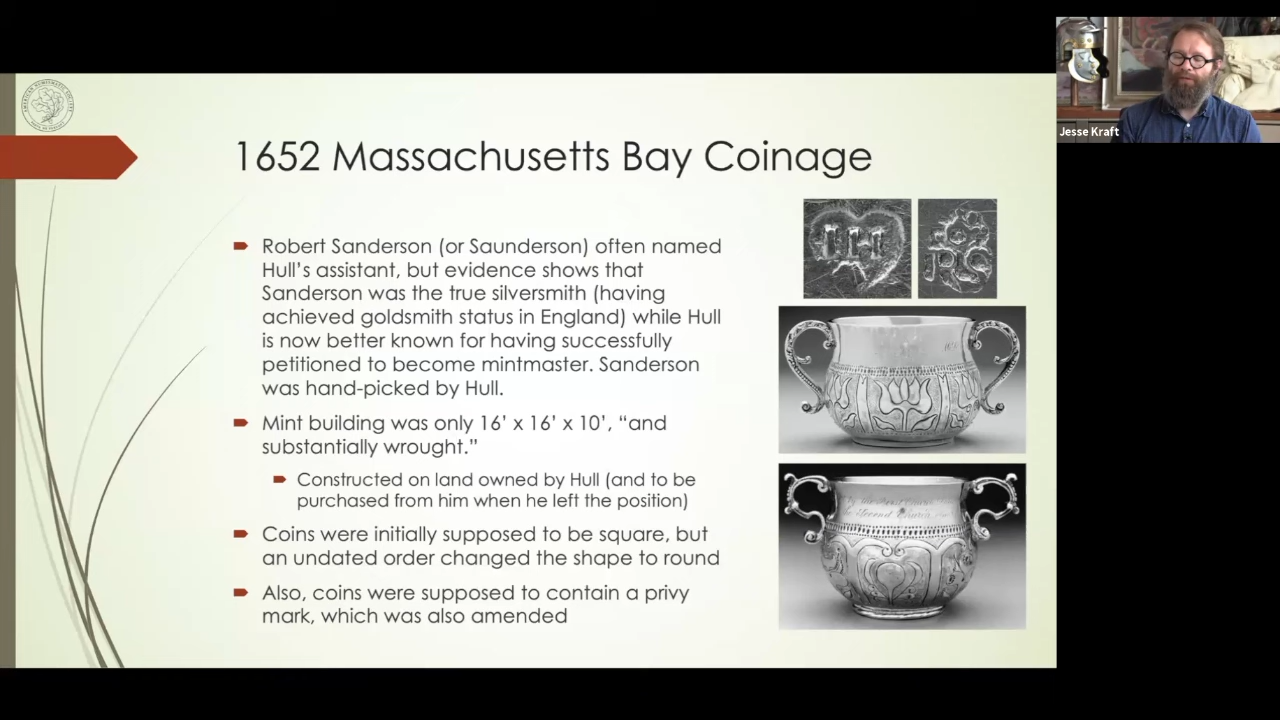 1652 Massachusetts Bay Coinage
Robert Sanderson (or Saunderson) often named
Hull's assistant, but evidence shows that
Sanderson was the true silversmith (having
achieved goldsmith status in England) while Hull
is now better known for having successfully
petitioned to become mintmaster. Sanderson
was hand-picked by Hull.
Mint building was only 16' x 16' x 10', “and
substantially wrought.”
Constructed on land owned by Hull (and to be
purchased from him when he left the position)
Coins were initially supposed to be square, but
an undated order changed the shape to round
Also, coins were supposed to contain a privy
mark, which was also amended
IH
RS
Jesse Kraft